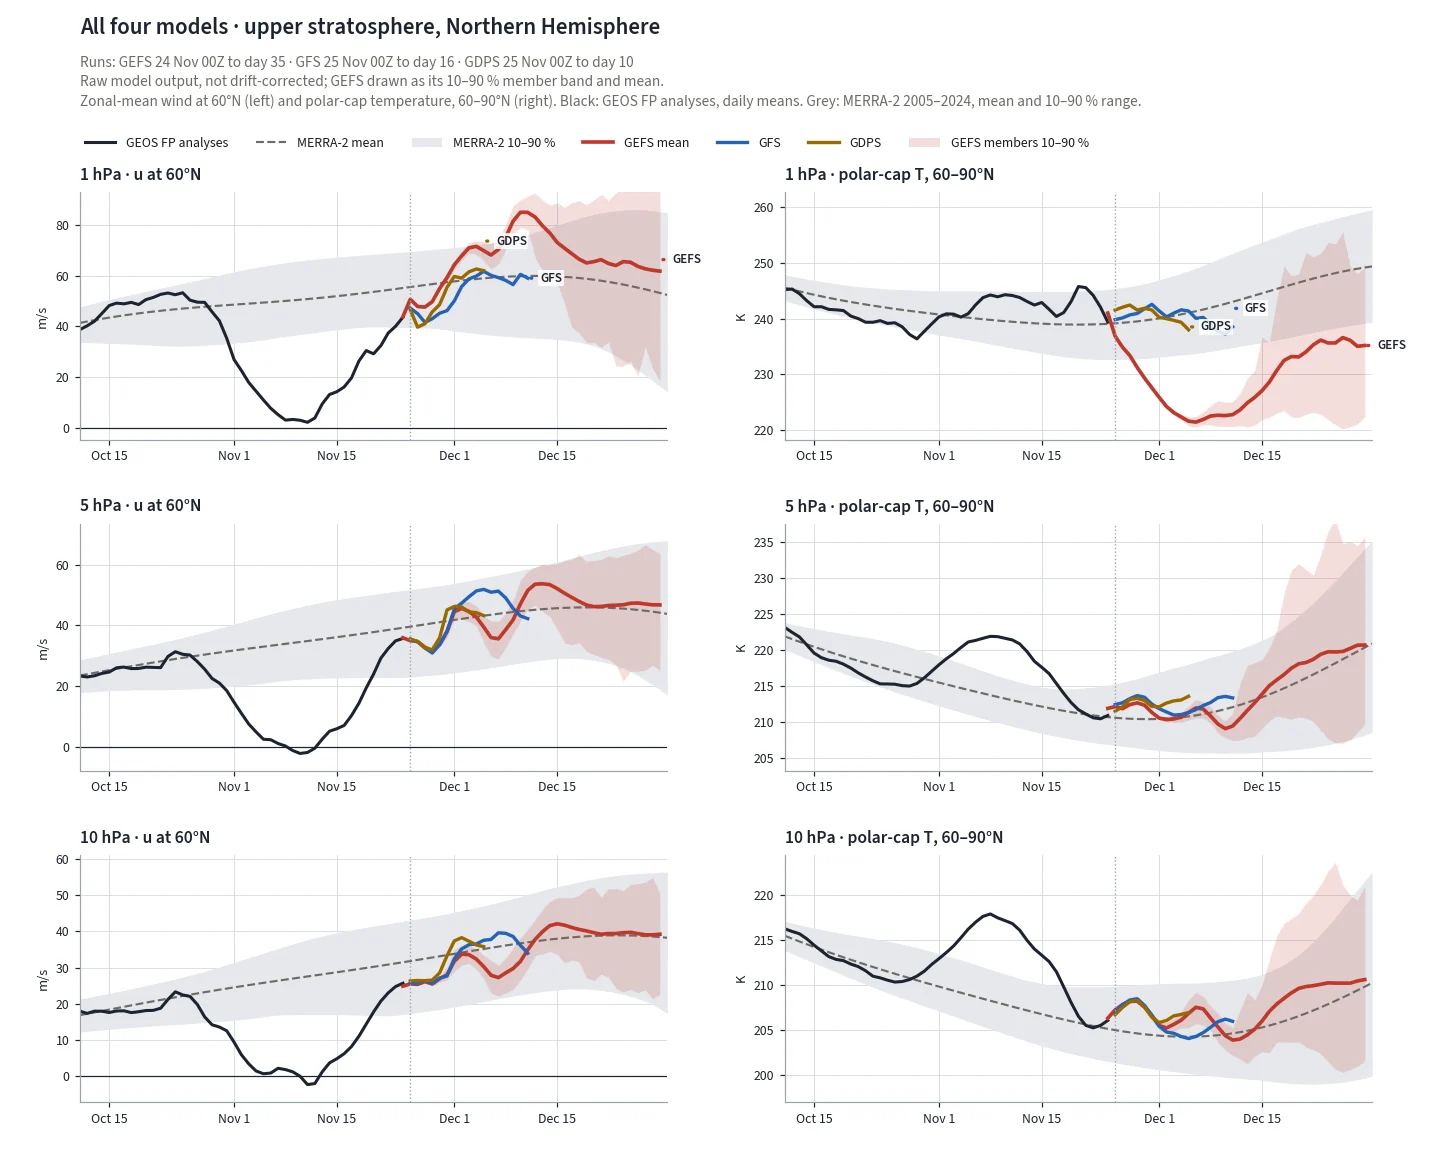 All four models · upper stratosphere, Northern Hemisphere
Runs: GEFS 24 Nov 00Z to day 35 · GFS 25 Nov 00Z to day 16 · GDPS 25 Nov 00Z to day 10
Raw model output, not drift-corrected; GEFS drawn as its 10–90 % member band and mean.
Zonal-mean wind at 60°N (left) and polar-cap temperature, 60–90°N (right). Black: GEOS FP analyses, daily means. Grey: MERRA-2 2005–2024, mean and 10–90 % range.
GEOS FP analyses MERRA-2 mean MERRA-2 10–90 % GEFS mean GFS GDPS GEFS members 10–90 %
1 hPa · u at 60°N
80
60
40
20
0
m/s
GDPS
GFS
GEFS
Oct 15 Nov 1 Nov 15 Dec 1 Dec 15
1 hPa · polar-cap T, 60–90°N
260
250
240
230
220
K
GFS
GDPS
GEFS
Oct 15 Nov 1 Nov 15 Dec 1 Dec 15
5 hPa · u at 60°N
60
40
20
0
m/s
Oct 15 Nov 1 Nov 15 Dec 1 Dec 15
5 hPa · polar-cap T, 60–90°N
235
230
225
220
215
210
205
K
Oct 15 Nov 1 Nov 15 Dec 1 Dec 15
10 hPa · u at 60°N
60
50
40
30
20
10
0
m/s
Oct 15 Nov 1 Nov 15 Dec 1 Dec 15
10 hPa · polar-cap T, 60–90°N
220
215
210
205
200
K
Oct 15 Nov 1 Nov 15 Dec 1 Dec 15